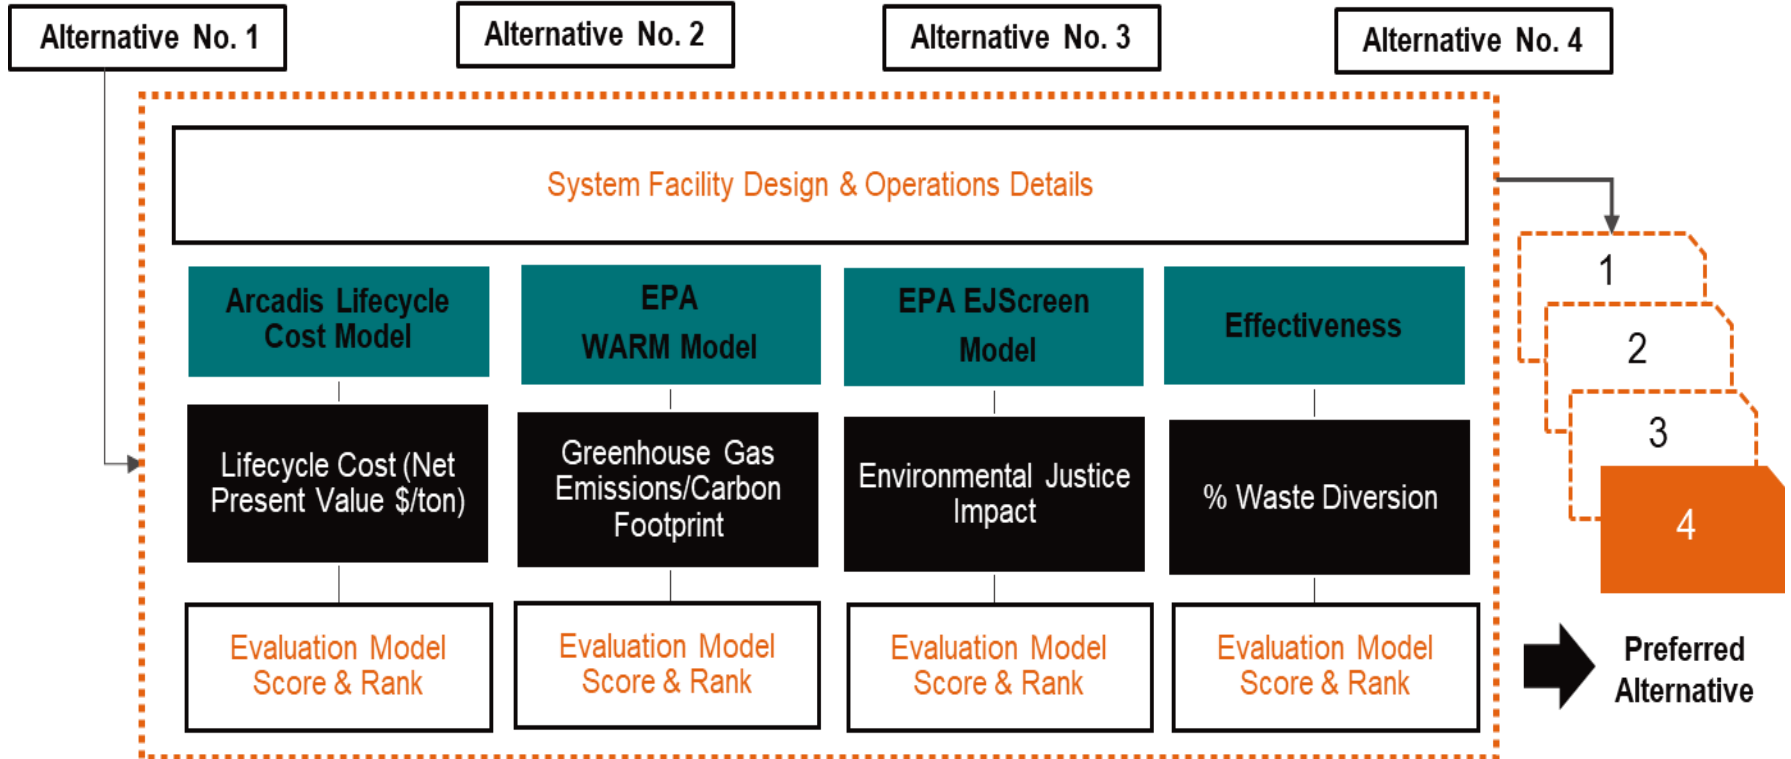 Alternative No. 1
Alternative No. 2
Alternative No. 3
Alternative No. 4
System Facility Design & Operations Details
Arcadis Lifecycle
Cost Model
EPA
WARM Model
EPA EJScreen
Model
Effectiveness
Lifecycle Cost (Net
Present Value $/ton)
Greenhouse Gas
Emissions/Carbon
Footprint
Environmental Justice
Impact
% Waste Diversion
Evaluation Model
Score & Rank
Evaluation Model
Score & Rank
Evaluation Model
Score & Rank
Evaluation Model
Score & Rank
1
2
3
4
Preferred
Alternative